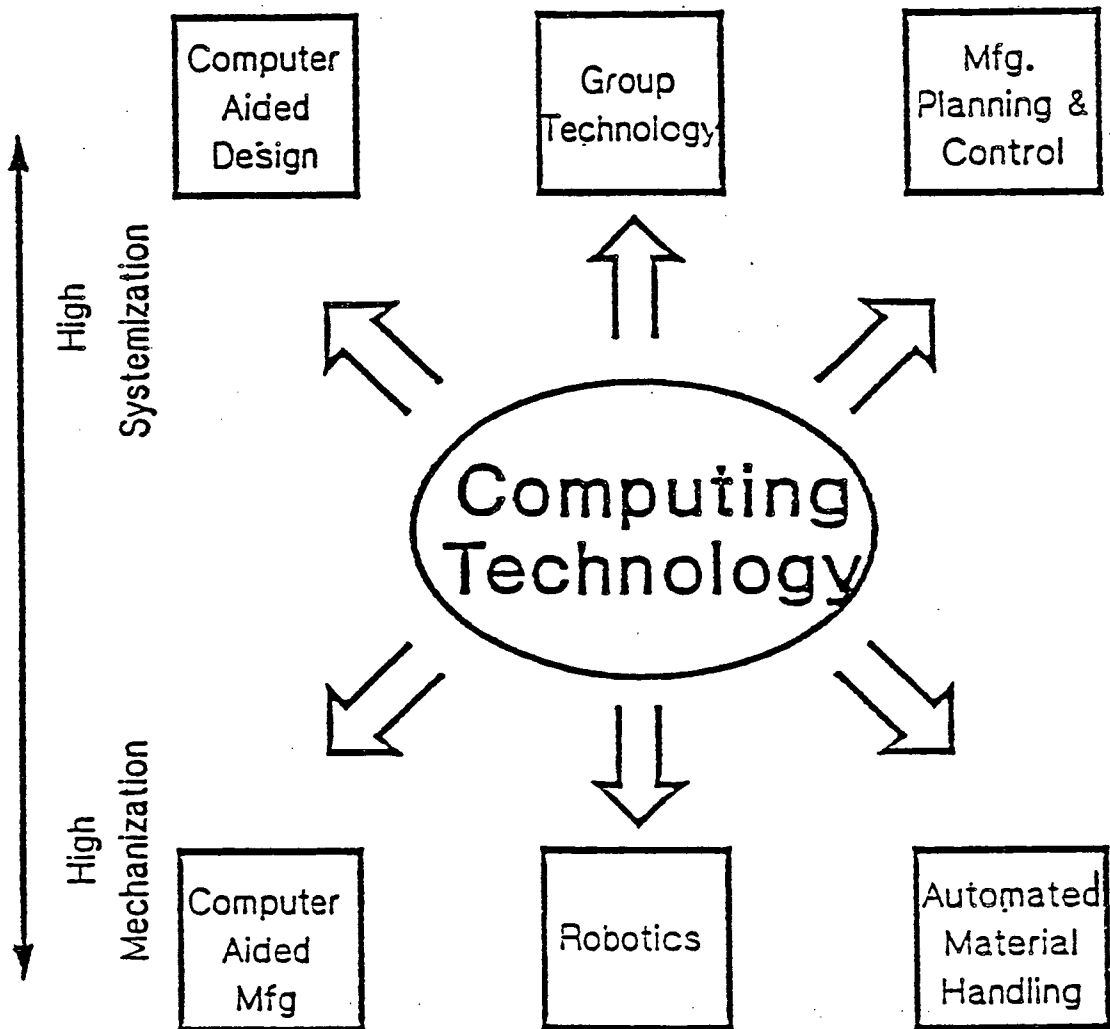 Computer
Aided
Design
Group
Technology
Mfg.
Planning &
Control
High
Systemization
Computing
Technology
High
Mechanization
Computer
Aided
Mfg
Robotics
Automated
Material
Handling